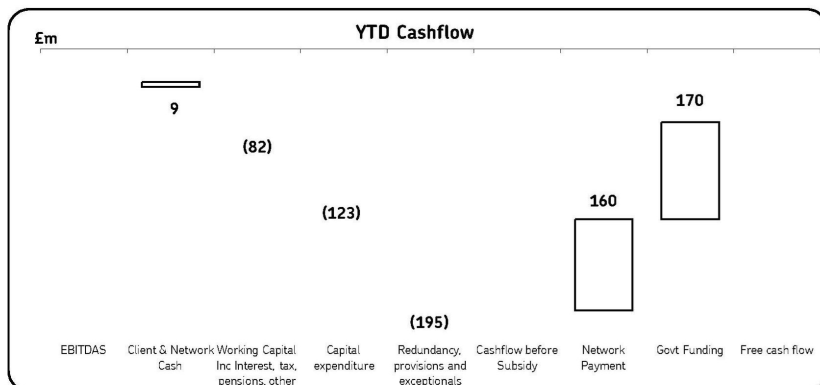 YTD Cashflow
£m
9
(82)
(123)
(195)
160
170
EBITDAS
Client & Network
Cash
Working Capital
Inc Interest, tax,
pensions, other
Capital
expenditure
Redundancy,
provisions and
exceptionals
Cashflow before
Subsidy
Network
Payment
Govt Funding
Free cash flow